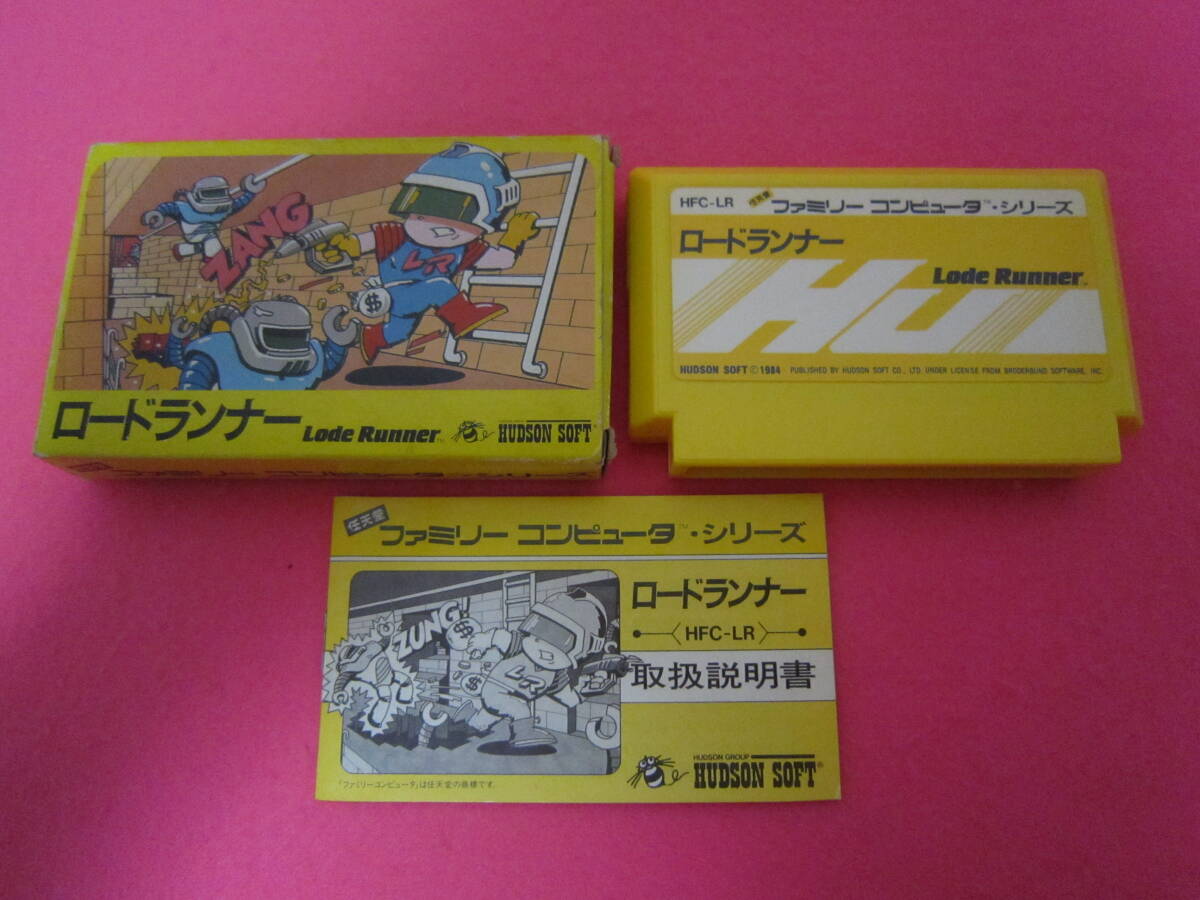 ZANG
LR
$
ロードランナー Lode Runner™ HUDSON SOFT
HFC-LR 任天堂 ファミリー コンピュータ™・シリーズ
ロードランナー
Lode Runner™
HU
HUDSON SOFT ©1984 PUBLISHED BY HUDSON SOFT CO., LTD. UNDER LICENSE FROM BRODERBUND SOFTWARE, INC.
任天堂 ファミリー コンピュータ™・シリーズ
ロードランナー
HFC-LR
取扱説明書
ZUNG!
$
$
LR
HUDSON GROUP
HUDSON SOFT®
「ファミリーコンピュータ」は任天堂の商標です。